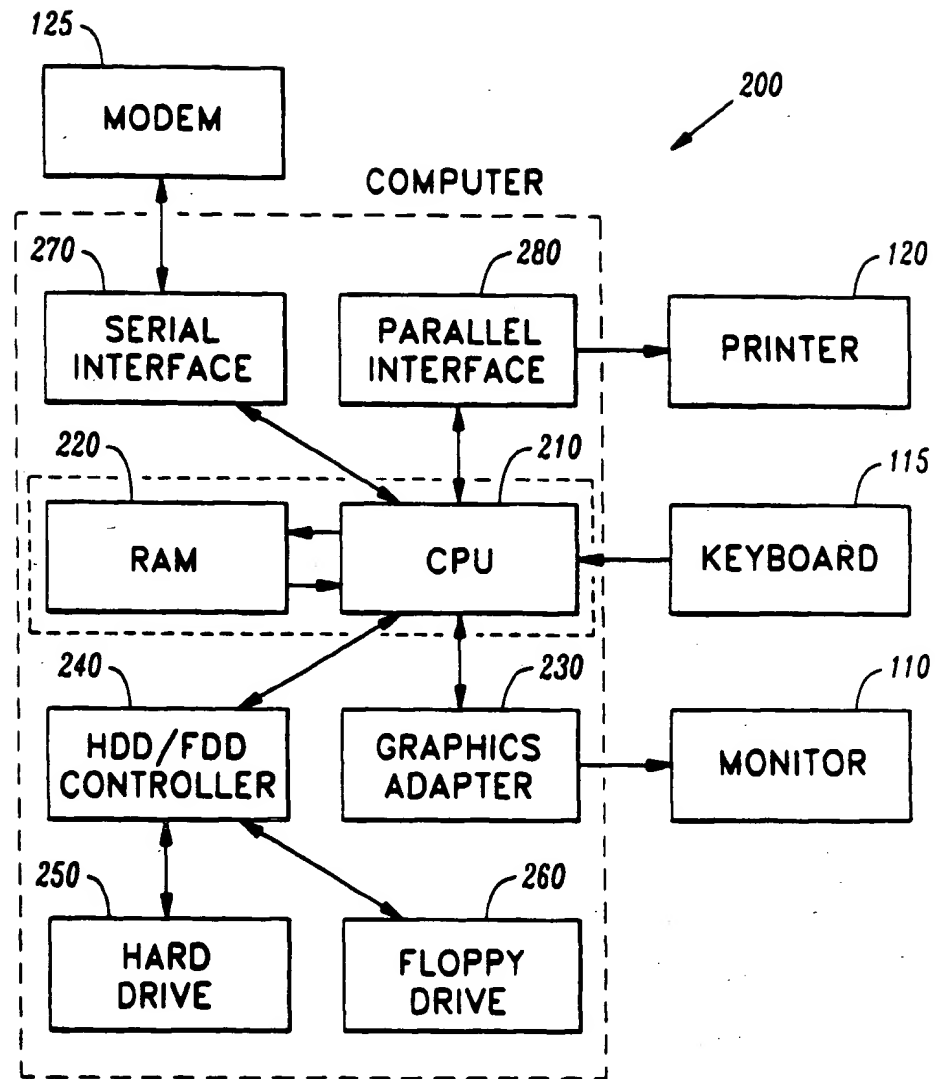 125
MODEM
200
COMPUTER
270
SERIAL
INTERFACE
280
PARALLEL
INTERFACE
120
PRINTER
220
RAM
210
CPU
115
KEYBOARD
240
HDD/FDD
CONTROLLER
230
GRAPHICS
ADAPTER
110
MONITOR
250
HARD
DRIVE
260
FLOPPY
DRIVE